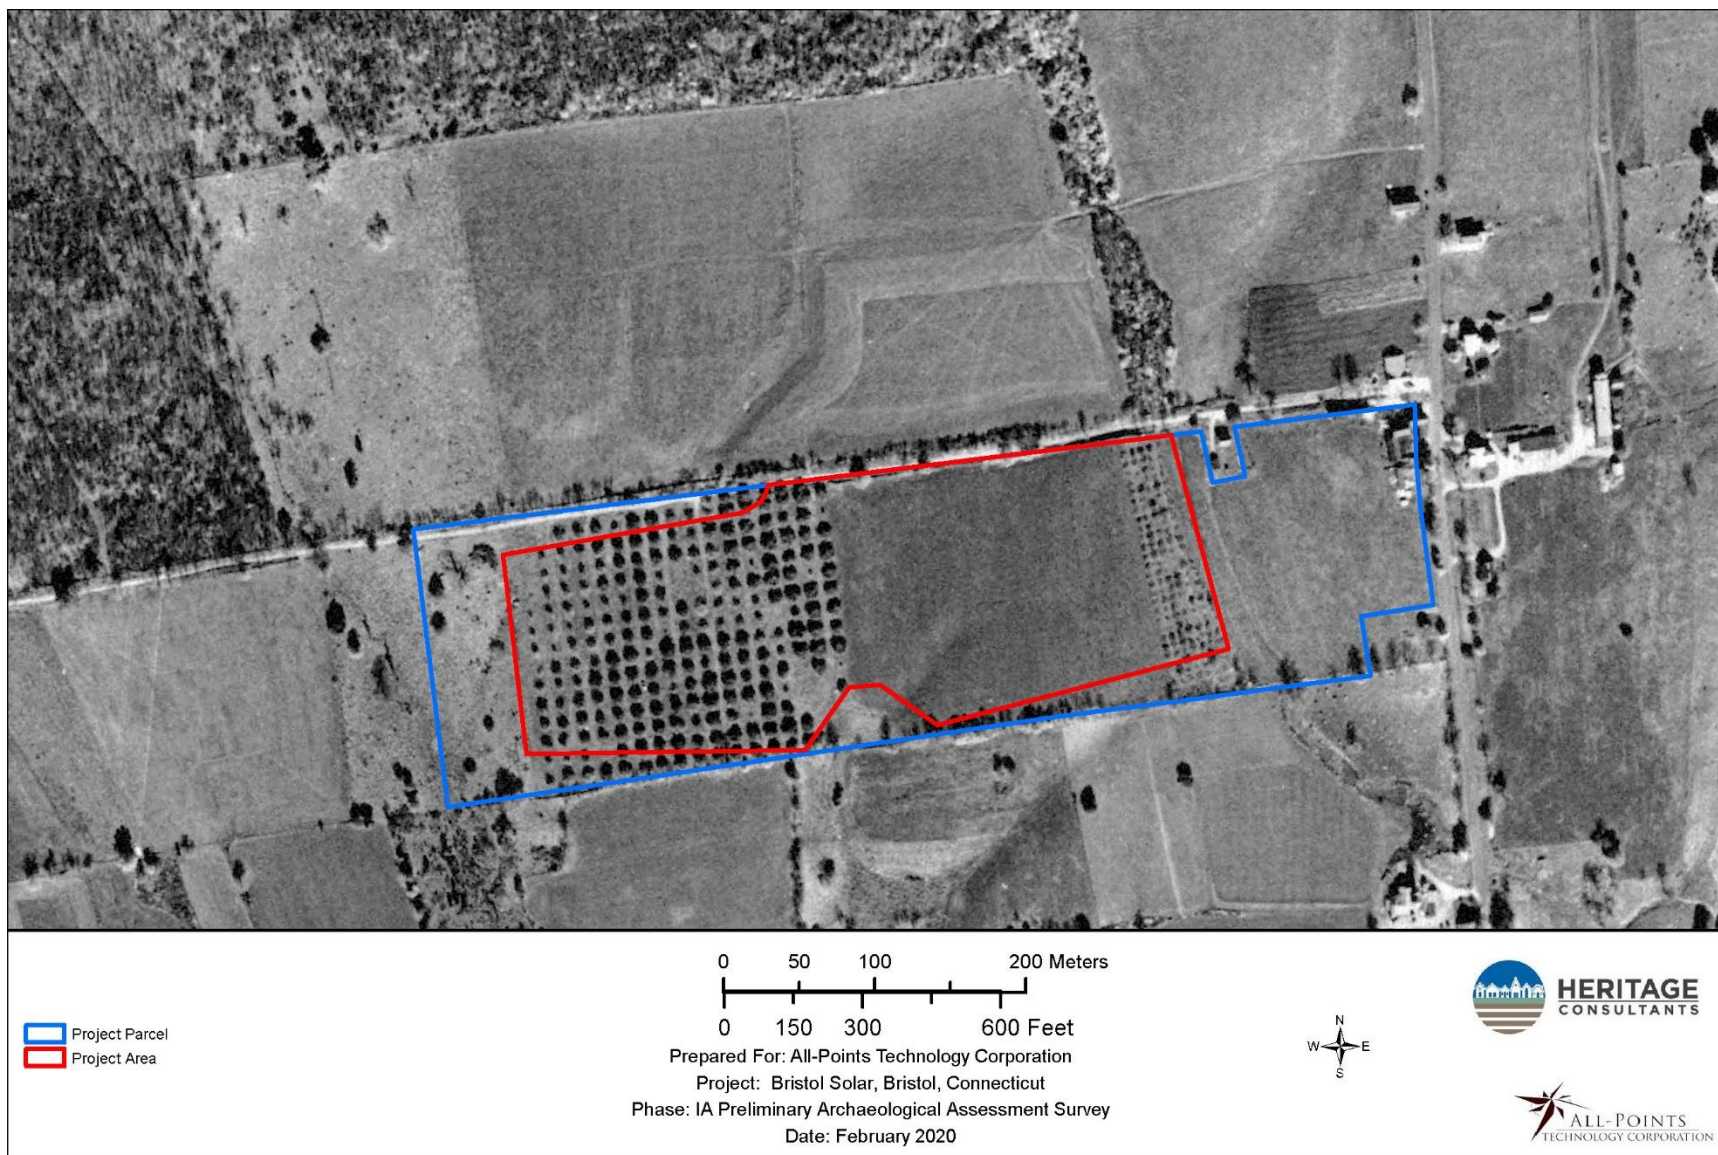 0 50 100 200 Meters
0 150 300 600 Feet
Project Parcel
Project Area
Prepared For: All-Points Technology Corporation
Project: Bristol Solar, Bristol, Connecticut
Phase: IA Preliminary Archaeological Assessment Survey
Date: February 2020
N
W E
S
HERITAGE
CONSULTANTS
ALL-POINTS
TECHNOLOGY CORPORATION